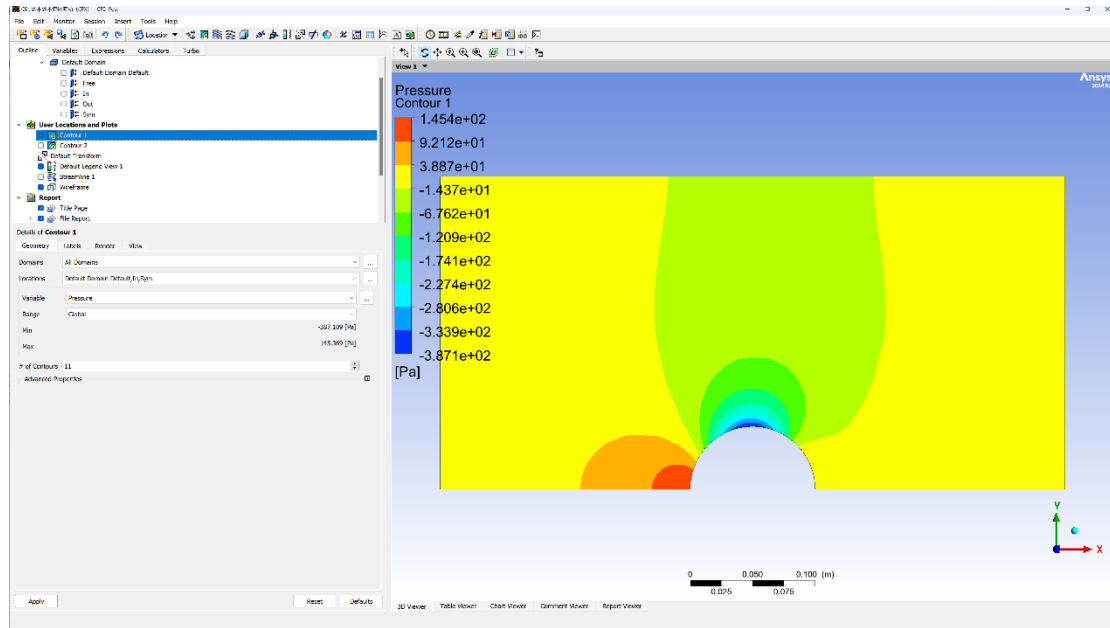 File Edit Monitor Session Insert Tools Help
Location
Outline Variables Expressions Calculators Turbo
Default Domain
Default Domain Default
Free
In
Out
Sym
User Locations and Plots
Contour 1
Contour 2
Default Transform
Default Legend View 1
Streamline 1
Wireframe
Report
Title Page
File Report
Details of Contour 1
Geometry Labels Render View
Domains All Domains ...
Locations Default Domain Default,In,Sym ...
Variable Pressure ...
Range Global
Min -387.109 [Pa]
Max [Pa]
# of Contours 11
Advanced Properties
Apply Reset Defaults
View 1
Ansys
Pressure
Contour 1
1.454e+02
9.212e+01
3.887e+01
-1.437e+01
-6.762e+01
-1.209e+02
-1.741e+02
-2.274e+02
-2.806e+02
-3.339e+02
-3.871e+02
[Pa]
Y
X
0 0.050 0.100 (m)
0.025 0.075
3D Viewer Table Viewer Chart Viewer Comment Viewer Report Viewer